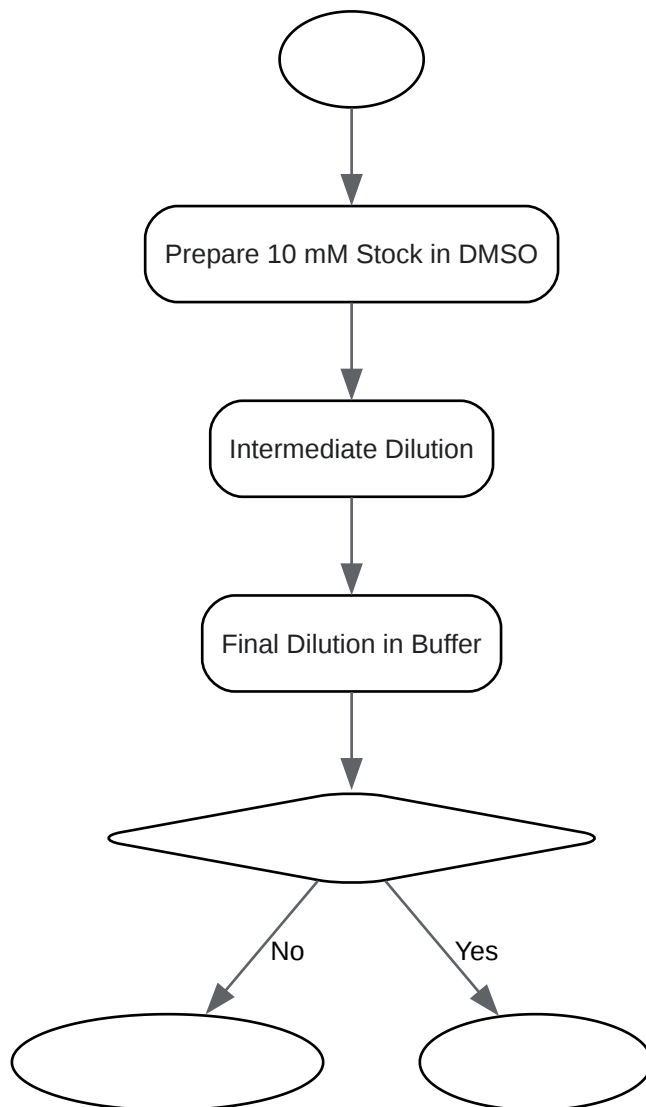 Prepare 10 mM Stock in DMSO
Intermediate Dilution
Final Dilution in Buffer
No
Yes